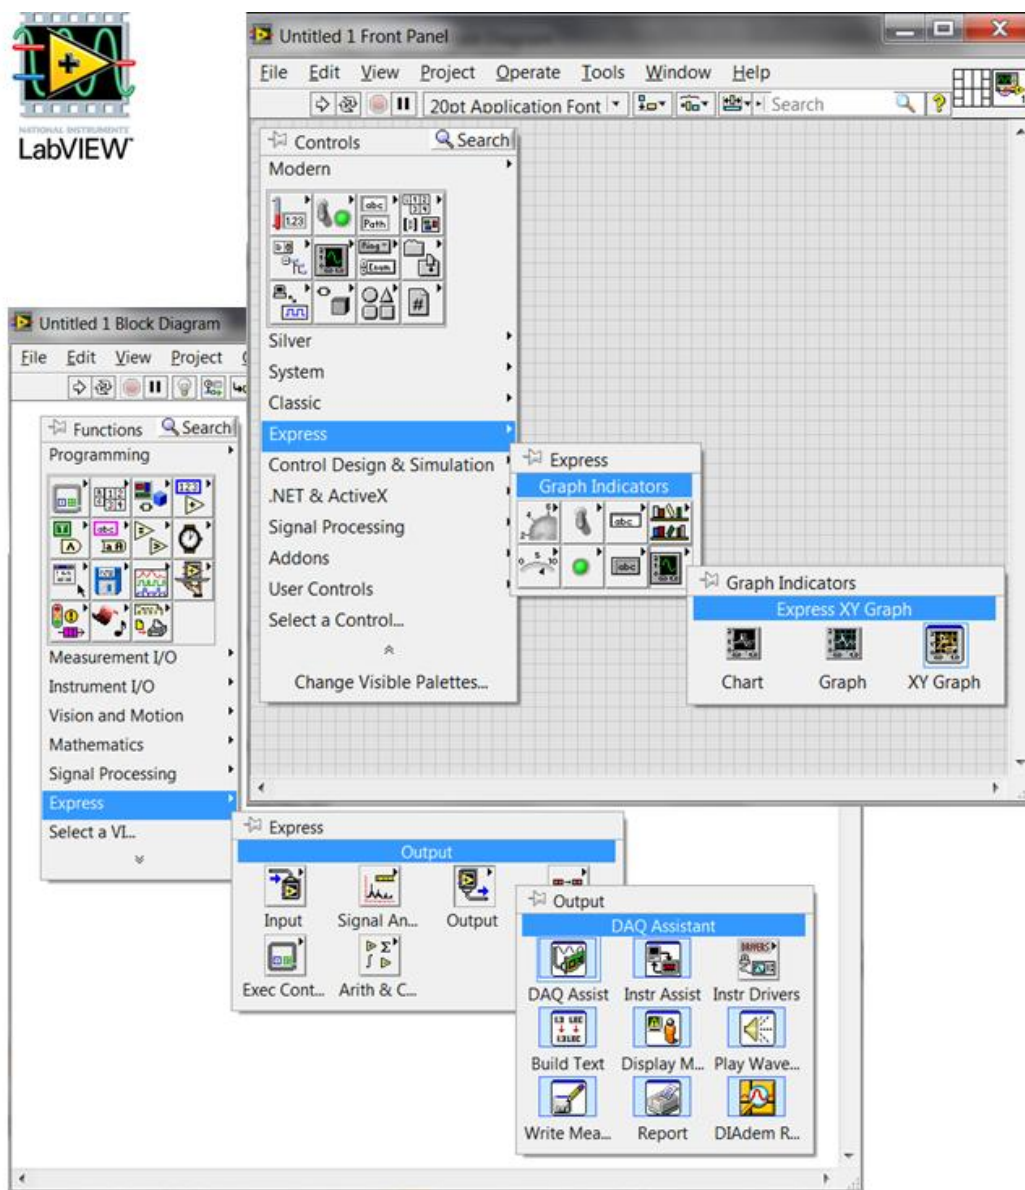 NATIONAL INSTRUMENTS
LabVIEW™
Untitled 1 Front Panel
File Edit View Project Operate Tools Window Help
20pt Application Font Search
Controls Search
Modern
Silver
System
Classic
Express
Control Design & Simulation
.NET & ActiveX
Signal Processing
Addons
User Controls
Select a Control...
Change Visible Palettes...
Express
Graph Indicators
Graph Indicators
Express XY Graph
Chart Graph XY Graph
Untitled 1 Block Diagram
File Edit View Project
Functions Search
Programming
Measurement I/O
Instrument I/O
Vision and Motion
Mathematics
Signal Processing
Express
Select a VI...
Express
Output
Input Signal An... Output
Exec Cont... Arith & C...
Output
DAQ Assistant
DAQ Assist Instr Assist Instr Drivers
Build Text Display M... Play Wave...
Write Mea... Report DIAdem R...